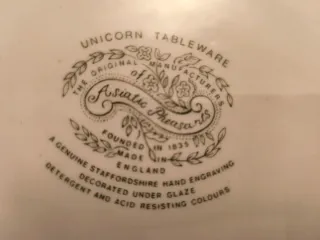 UNICORN TABLEWARE
THE ORIGINAL MANUFACTURERS
of
Asiatic Pheasants
FOUNDED IN 1835
MADE IN
ENGLAND
A GENUINE STAFFORDSHIRE HAND ENGRAVING
DECORATED UNDER GLAZE
DETERGENT AND ACID RESISTING COLOURS